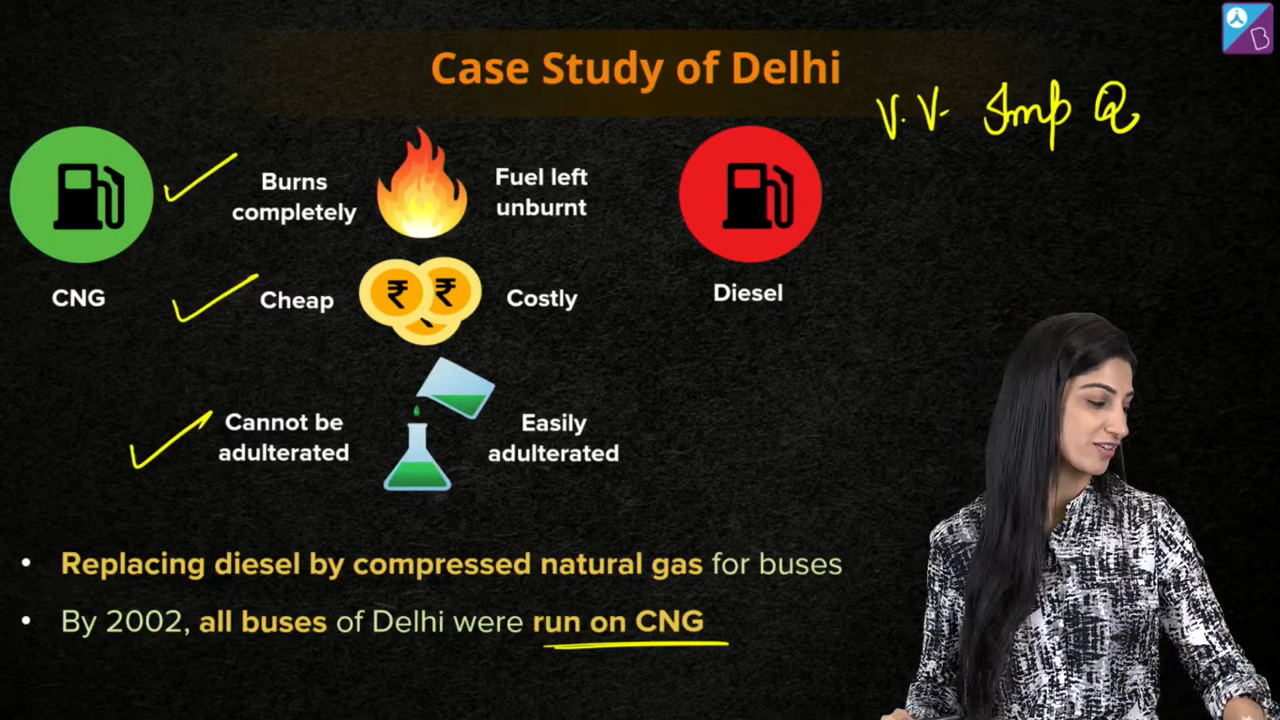 Case Study of Delhi
V. V. Imp Q
Burns
completely
Fuel left
unburnt
CNG
Cheap
₹ ₹
Costly
Diesel
Cannot be
adulterated
Easily
adulterated
• Replacing diesel by compressed natural gas for buses
• By 2002, all buses of Delhi were run on CNG
B